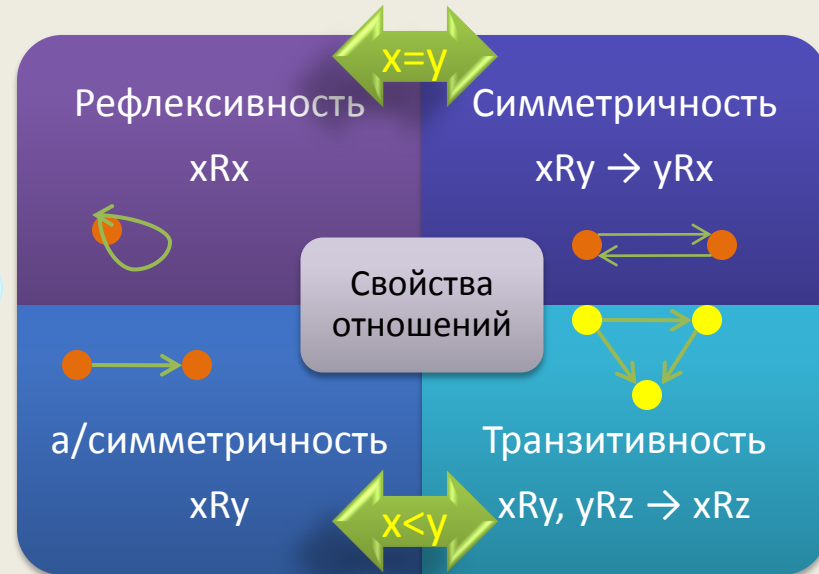 x=y
Рефлексивность
xRx
Симметричность
xRy → yRx
Свойства
отношений
а/симметричность
xRy
Транзитивность
xRy, yRz → xRz
x<y